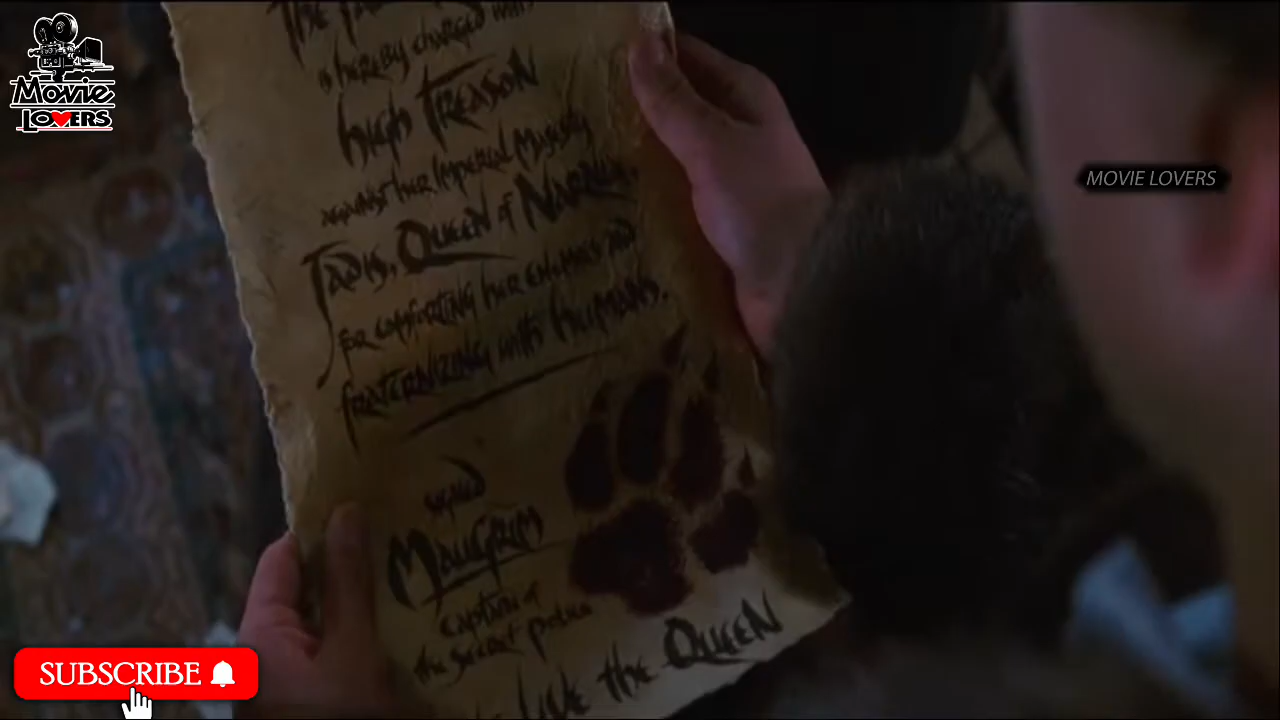 Movie
LOVERS
MOVIE LOVERS
The
is hereby charged with
High Treason
against her Imperial Majesty
Jadis, Queen of Narnia,
for comforting her enemies and
fraternizing with humans.
signed
Maugrim
Captain of
the Secret Police
Live the Queen
SUBSCRIBE